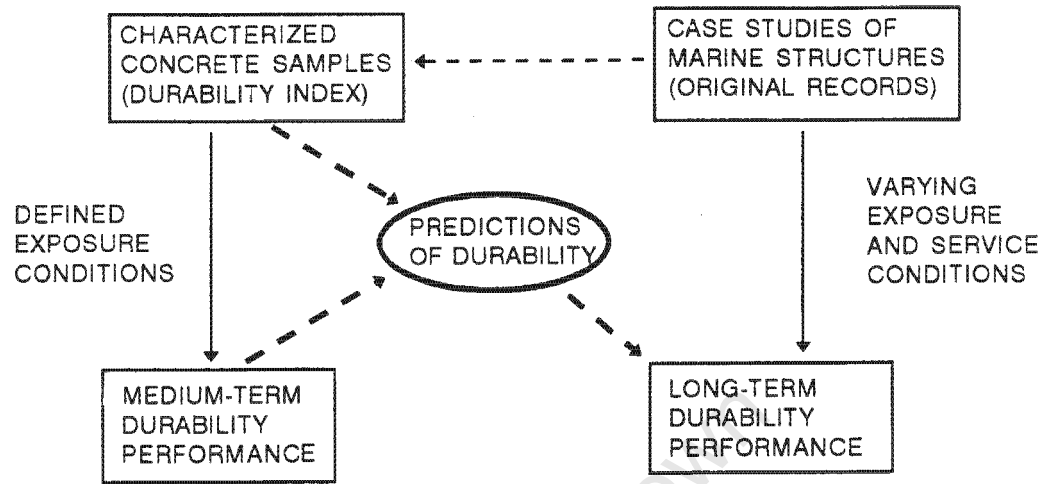 CHARACTERIZED
CONCRETE SAMPLES
(DURABILITY INDEX)
CASE STUDIES OF
MARINE STRUCTURES
(ORIGINAL RECORDS)
DEFINED
EXPOSURE
CONDITIONS
PREDICTIONS
OF DURABILITY
VARYING
EXPOSURE
AND SERVICE
CONDITIONS
MEDIUM-TERM
DURABILITY
PERFORMANCE
LONG-TERM
DURABILITY
PERFORMANCE